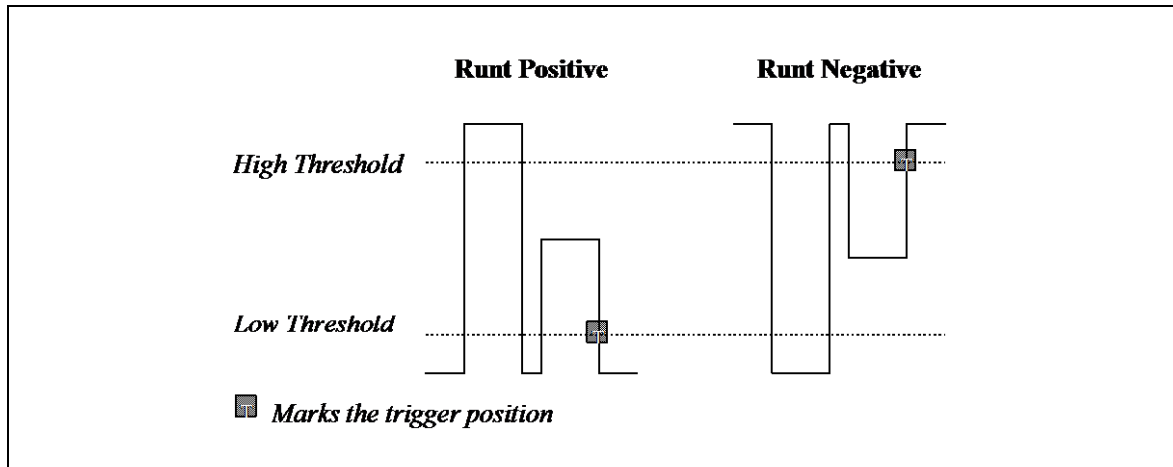 Runt Positive
Runt Negative
High Threshold
T
Low Threshold
T
T Marks the trigger position